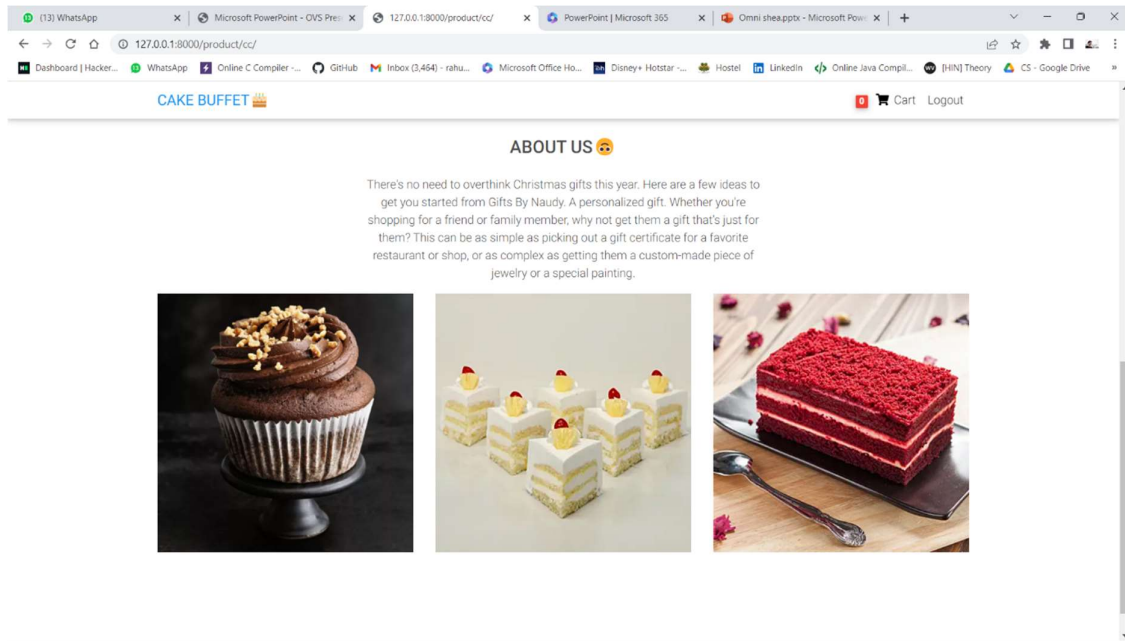 (13) WhatsApp
Microsoft PowerPoint - OVS Pres
127.0.0.1:8000/product/cc/
PowerPoint | Microsoft 365
Omni shea.pptx - Microsoft Powe
127.0.0.1:8000/product/cc/
Dashboard | Hacker...
WhatsApp
Online C Compiler -...
GitHub
Inbox (3,464) - rahu...
Microsoft Office Ho...
Disney+ Hotstar -...
Hostel
LinkedIn
Online Java Compil...
[HIN] Theory
CS - Google Drive
CAKE BUFFET
0 Cart Logout
ABOUT US
There's no need to overthink Christmas gifts this year. Here are a few ideas to
get you started from Gifts By Naudy. A personalized gift. Whether you're
shopping for a friend or family member, why not get them a gift that's just for
them? This can be as simple as picking out a gift certificate for a favorite
restaurant or shop, or as complex as getting them a custom-made piece of
jewelry or a special painting.